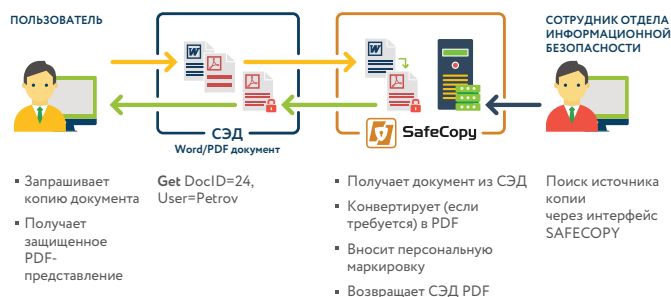 ПОЛЬЗОВАТЕЛЬ
СОТРУДНИК ОТДЕЛА
ИНФОРМАЦИОННОЙ
БЕЗОПАСНОСТИ
W
W
СЭД
Word/PDF документ
SafeCopy
▪ Запрашивает
копию документа
▪ Получает
защищенное
PDF-
представление
Get DocID=24,
User=Petrov
▪ Получает документ из СЭД
▪ Конвертирует (если
требуется) в PDF
▪ Вносит персональную
маркировку
▪ Возвращает СЭД PDF
Поиск источника
копии
через интерфейс
SAFECOPY